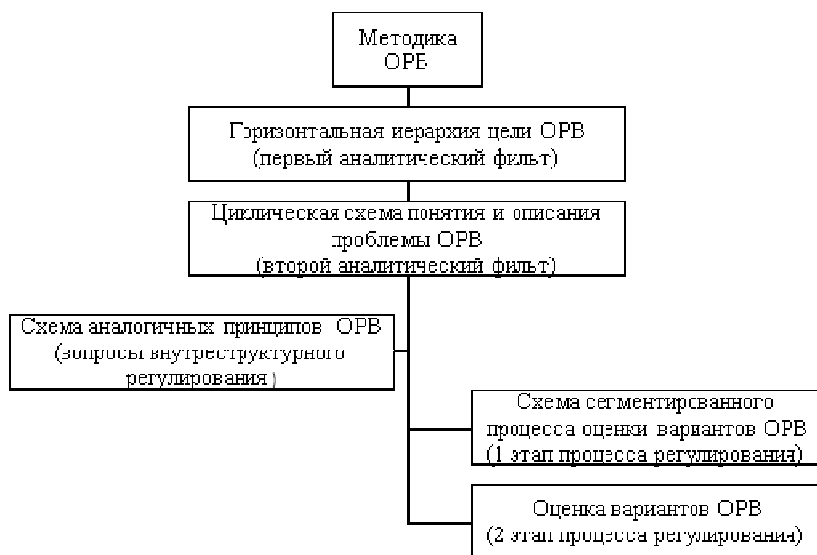 Методика
ОРВ
Горизонтальная иерархия цели ОРВ
(первый аналитический фильт)
Циклическая схема понятия и описания
проблемы ОРВ
(второй аналитический фильт)
Схема аналогичных принципов ОРВ
(вопросы внутреструктурного
регулирования)
Схема сегментированного
процесса оценки вариантов ОРВ
(1 этап процесса регулирования)
Оценка вариантов ОРВ
(2 этап процесса регулирования)